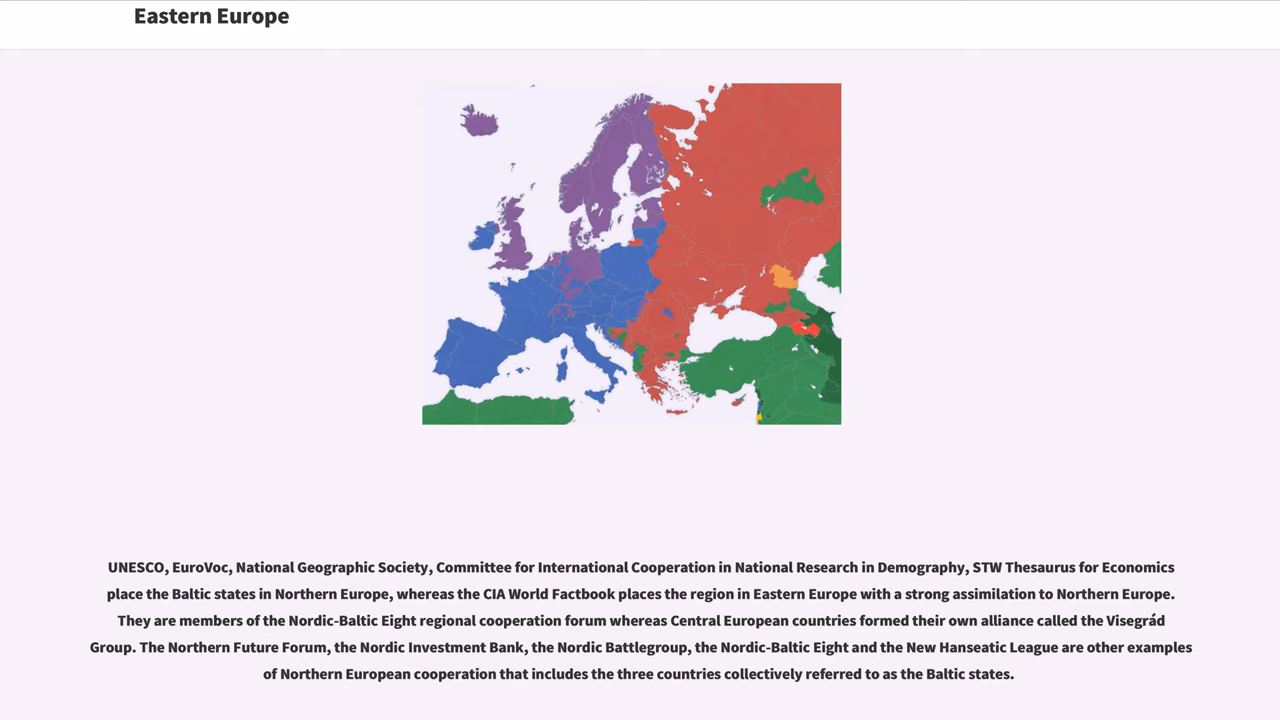 Eastern Europe
UNESCO, EuroVoc, National Geographic Society, Committee for International Cooperation in National Research in Demography, STW Thesaurus for Economics
place the Baltic states in Northern Europe, whereas the CIA World Factbook places the region in Eastern Europe with a strong assimilation to Northern Europe.
They are members of the Nordic-Baltic Eight regional cooperation forum whereas Central European countries formed their own alliance called the Visegrád
Group. The Northern Future Forum, the Nordic Investment Bank, the Nordic Battlegroup, the Nordic-Baltic Eight and the New Hanseatic League are other examples
of Northern European cooperation that includes the three countries collectively referred to as the Baltic states.